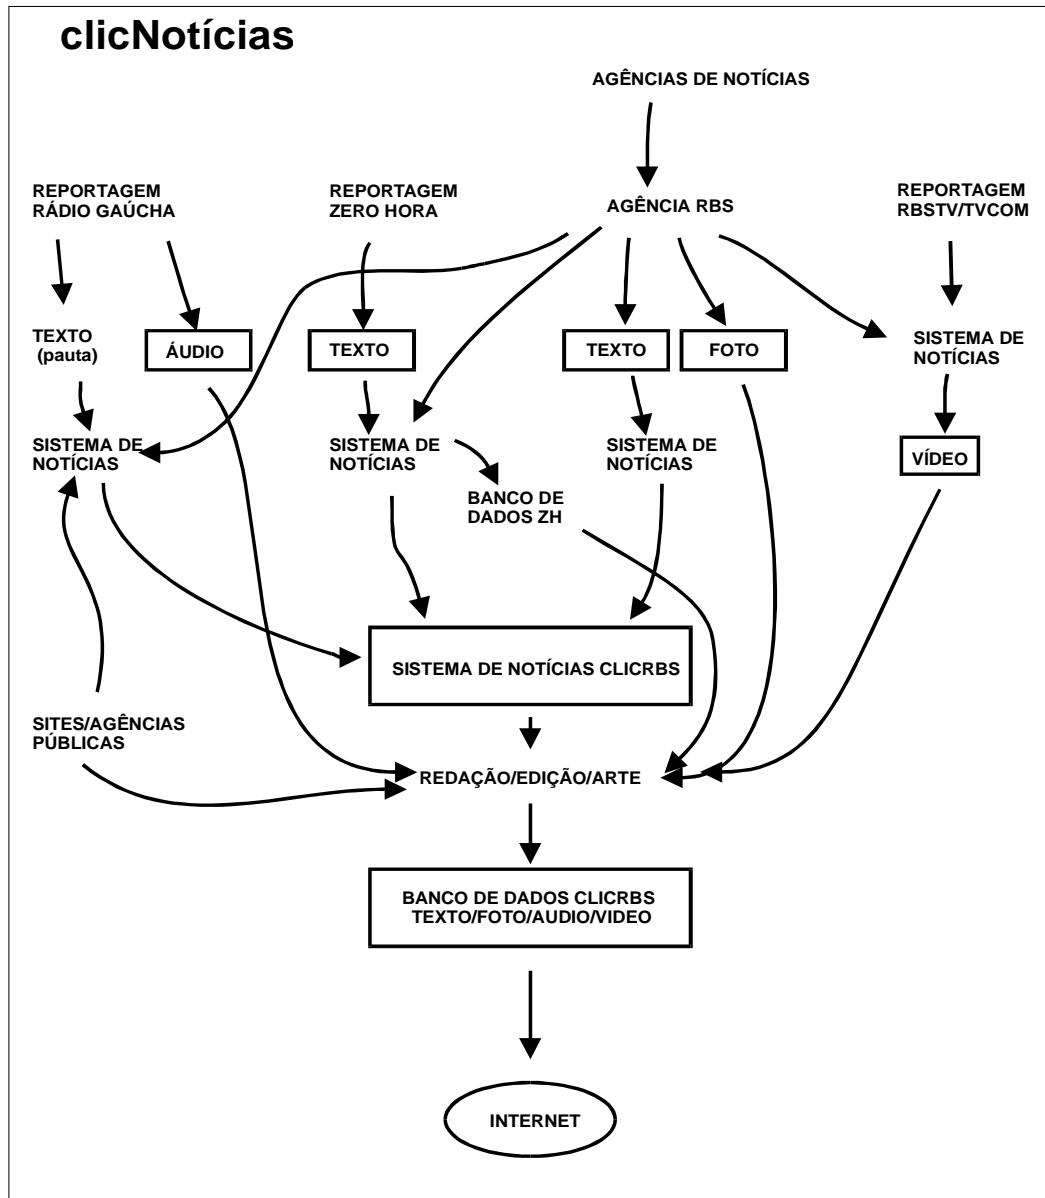 clicNotícias
AGÊNCIAS DE NOTÍCIAS
REPORTAGEM
RÁDIO GAÚCHA
REPORTAGEM
ZERO HORA
AGÊNCIA RBS
REPORTAGEM
RBSTV/TVCOM
TEXTO
(pauta)
ÁUDIO
TEXTO
TEXTO
FOTO
SISTEMA DE
NOTÍCIAS
SISTEMA DE
NOTÍCIAS
SISTEMA DE
NOTÍCIAS
SISTEMA DE
NOTÍCIAS
VÍDEO
BANCO DE
DADOS ZH
SISTEMA DE NOTÍCIAS CLICRBS
SITES/AGÊNCIAS
PÚBLICAS
REDAÇÃO/EDIÇÃO/ARTE
BANCO DE DADOS CLICRBS
TEXTO/FOTO/AUDIO/VIDEO
INTERNET